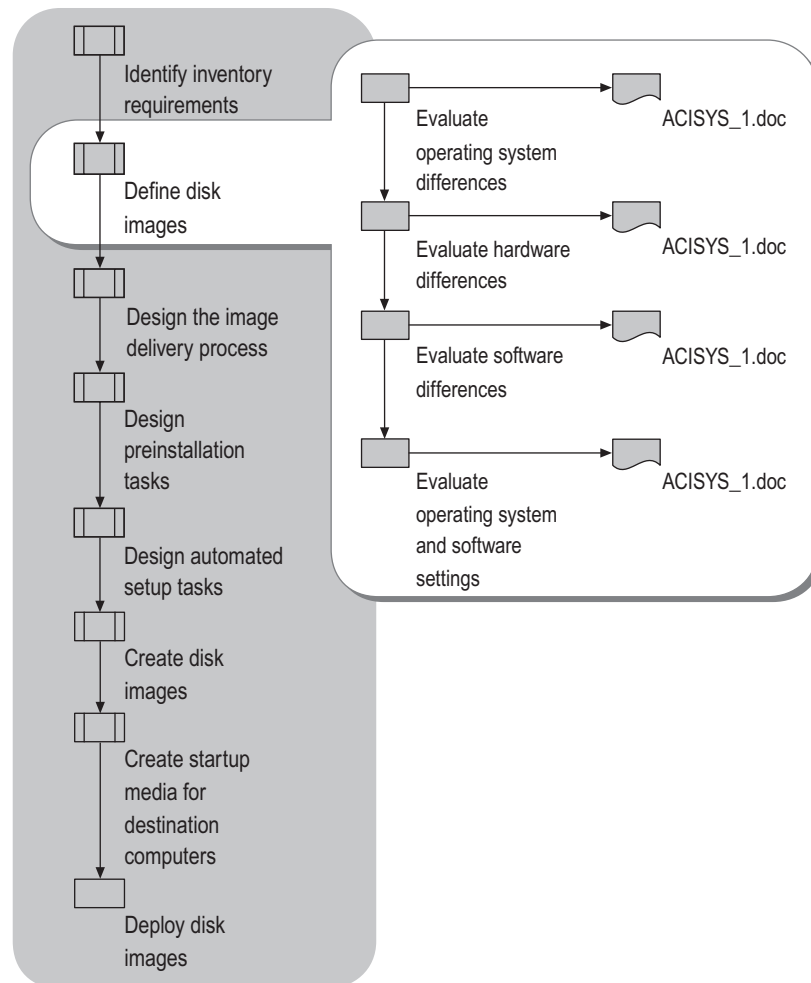 Identify inventory
requirements
Define disk
images
Design the image
delivery process
Design
preinstallation
tasks
Design automated
setup tasks
Create disk
images
Create startup
media for
destination
computers
Deploy disk
images
Evaluate
operating system
differences
ACISYS_1.doc
Evaluate hardware
differences
ACISYS_1.doc
Evaluate software
differences
ACISYS_1.doc
Evaluate
operating system
and software
settings
ACISYS_1.doc